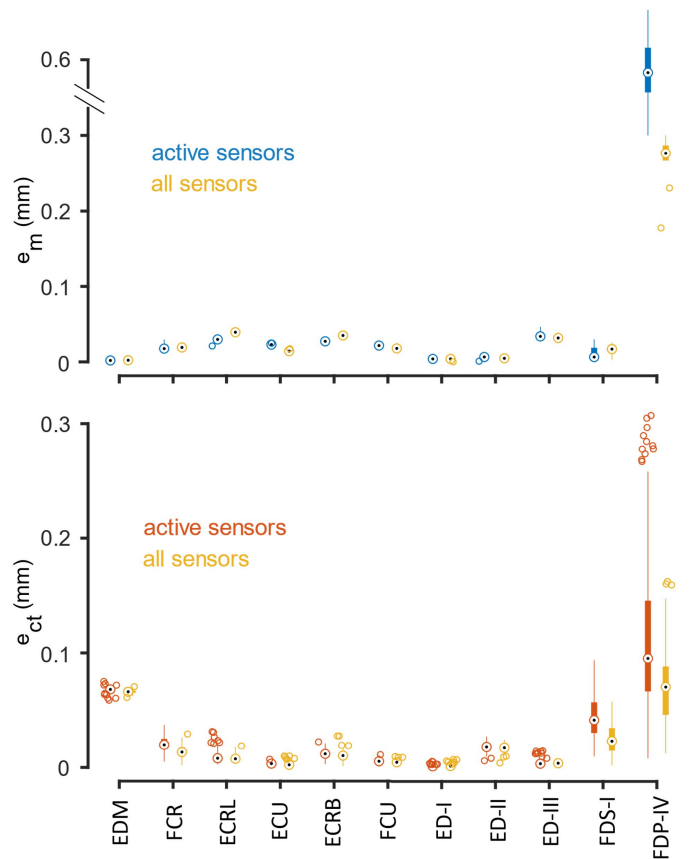 0.6
0.3
0.2
0.1
0
e_m (mm)
active sensors
all sensors
0.3
0.2
0.1
0
e_ct (mm)
active sensors
all sensors
EDM
FCR
ECRL
ECU
ECRB
FCU
ED-I
ED-II
ED-III
FDS-I
FDP-IV